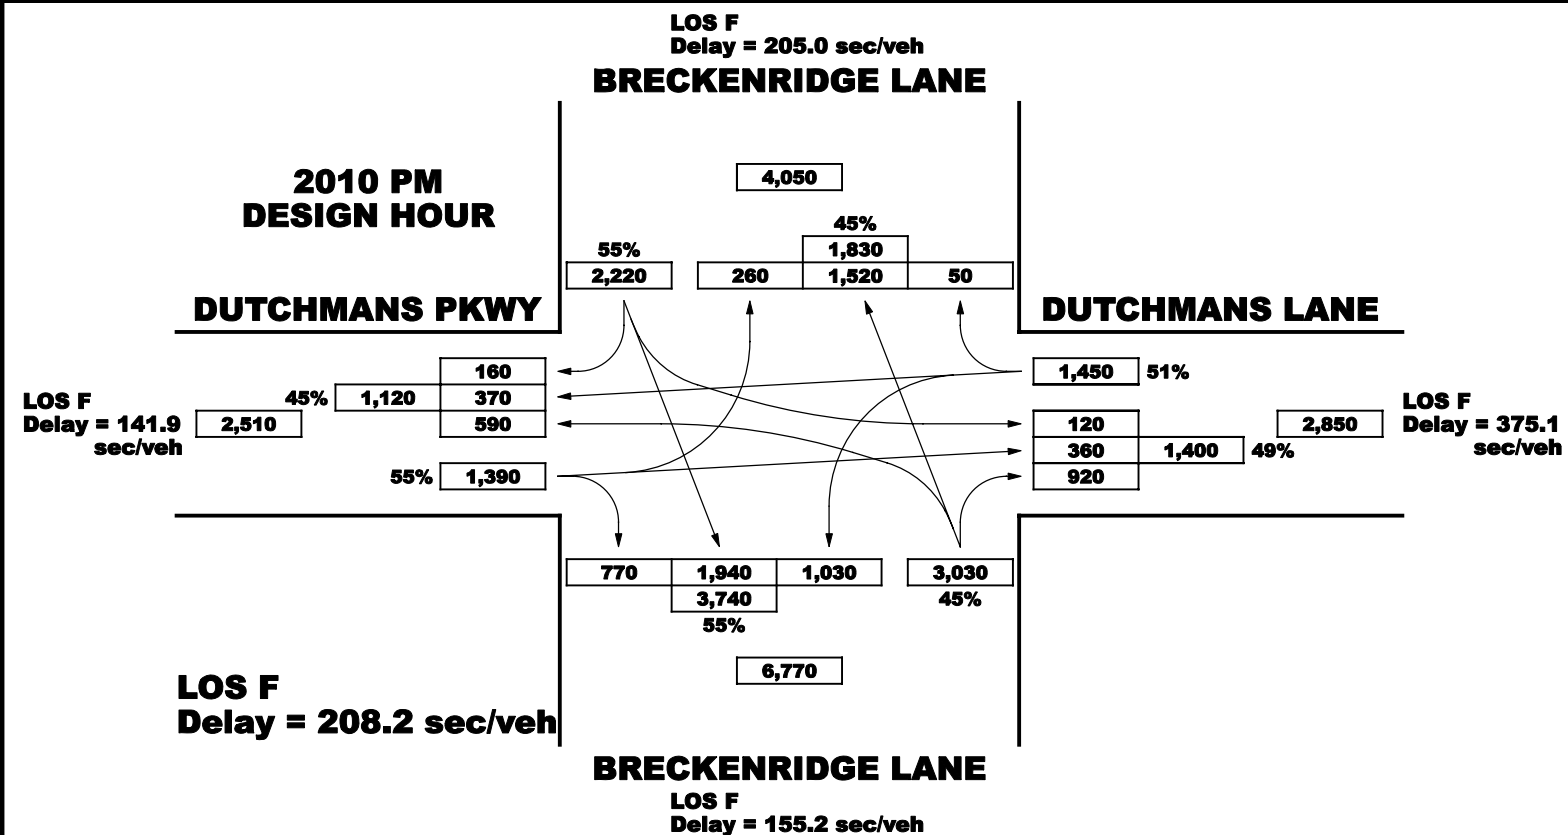 LOS F
Delay = 205.0 sec/veh
BRECKENRIDGE LANE
2010 PM
DESIGN HOUR
4,050
45%
55%
1,830
2,220
260
1,520
50
DUTCHMANS PKWY
DUTCHMANS LANE
160
1,450
51%
LOS F
Delay = 141.9
sec/veh
2,510
45%
1,120
370
590
55%
1,390
120
360
920
1,400
49%
2,850
LOS F
Delay = 375.1
sec/veh
770
1,940
1,030
3,030
3,740
45%
55%
6,770
LOS F
Delay = 208.2 sec/veh
BRECKENRIDGE LANE
LOS F
Delay = 155.2 sec/veh